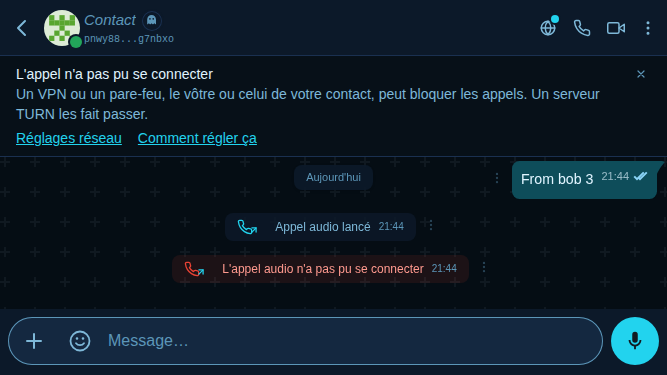 Contact
pnwy88...g7nbxo
L'appel n'a pas pu se connecter
Un VPN ou un pare-feu, le vôtre ou celui de votre contact, peut bloquer les appels. Un serveur
TURN les fait passer.
Réglages réseau Comment régler ça
Aujourd'hui
From bob 3 21:44
Appel audio lancé 21:44
L'appel audio n'a pas pu se connecter 21:44
Message…